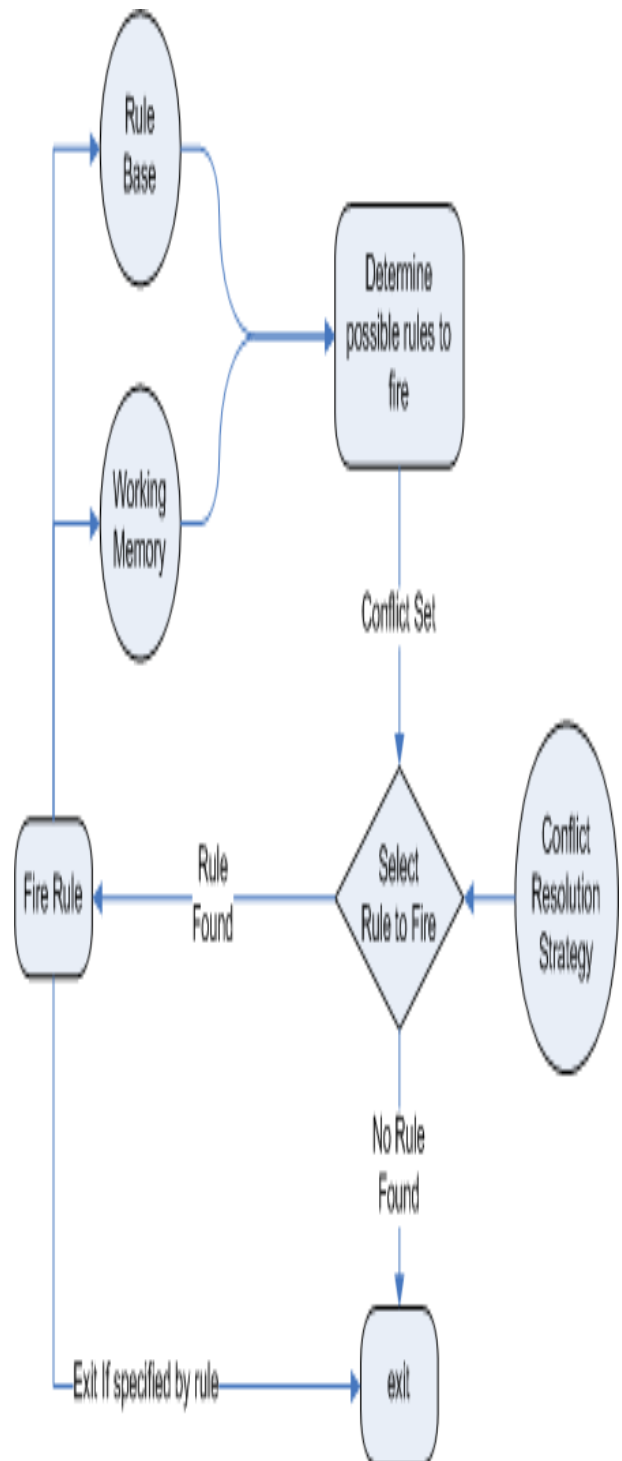 Rule
Base
Determine
possible rules to
fire
Working
Memory
Conflict Set
Conflict
Resolution
Strategy
Select
Rule to Fire
Rule
Found
Fire Rule
No Rule
Found
Exit If specified by rule
exit